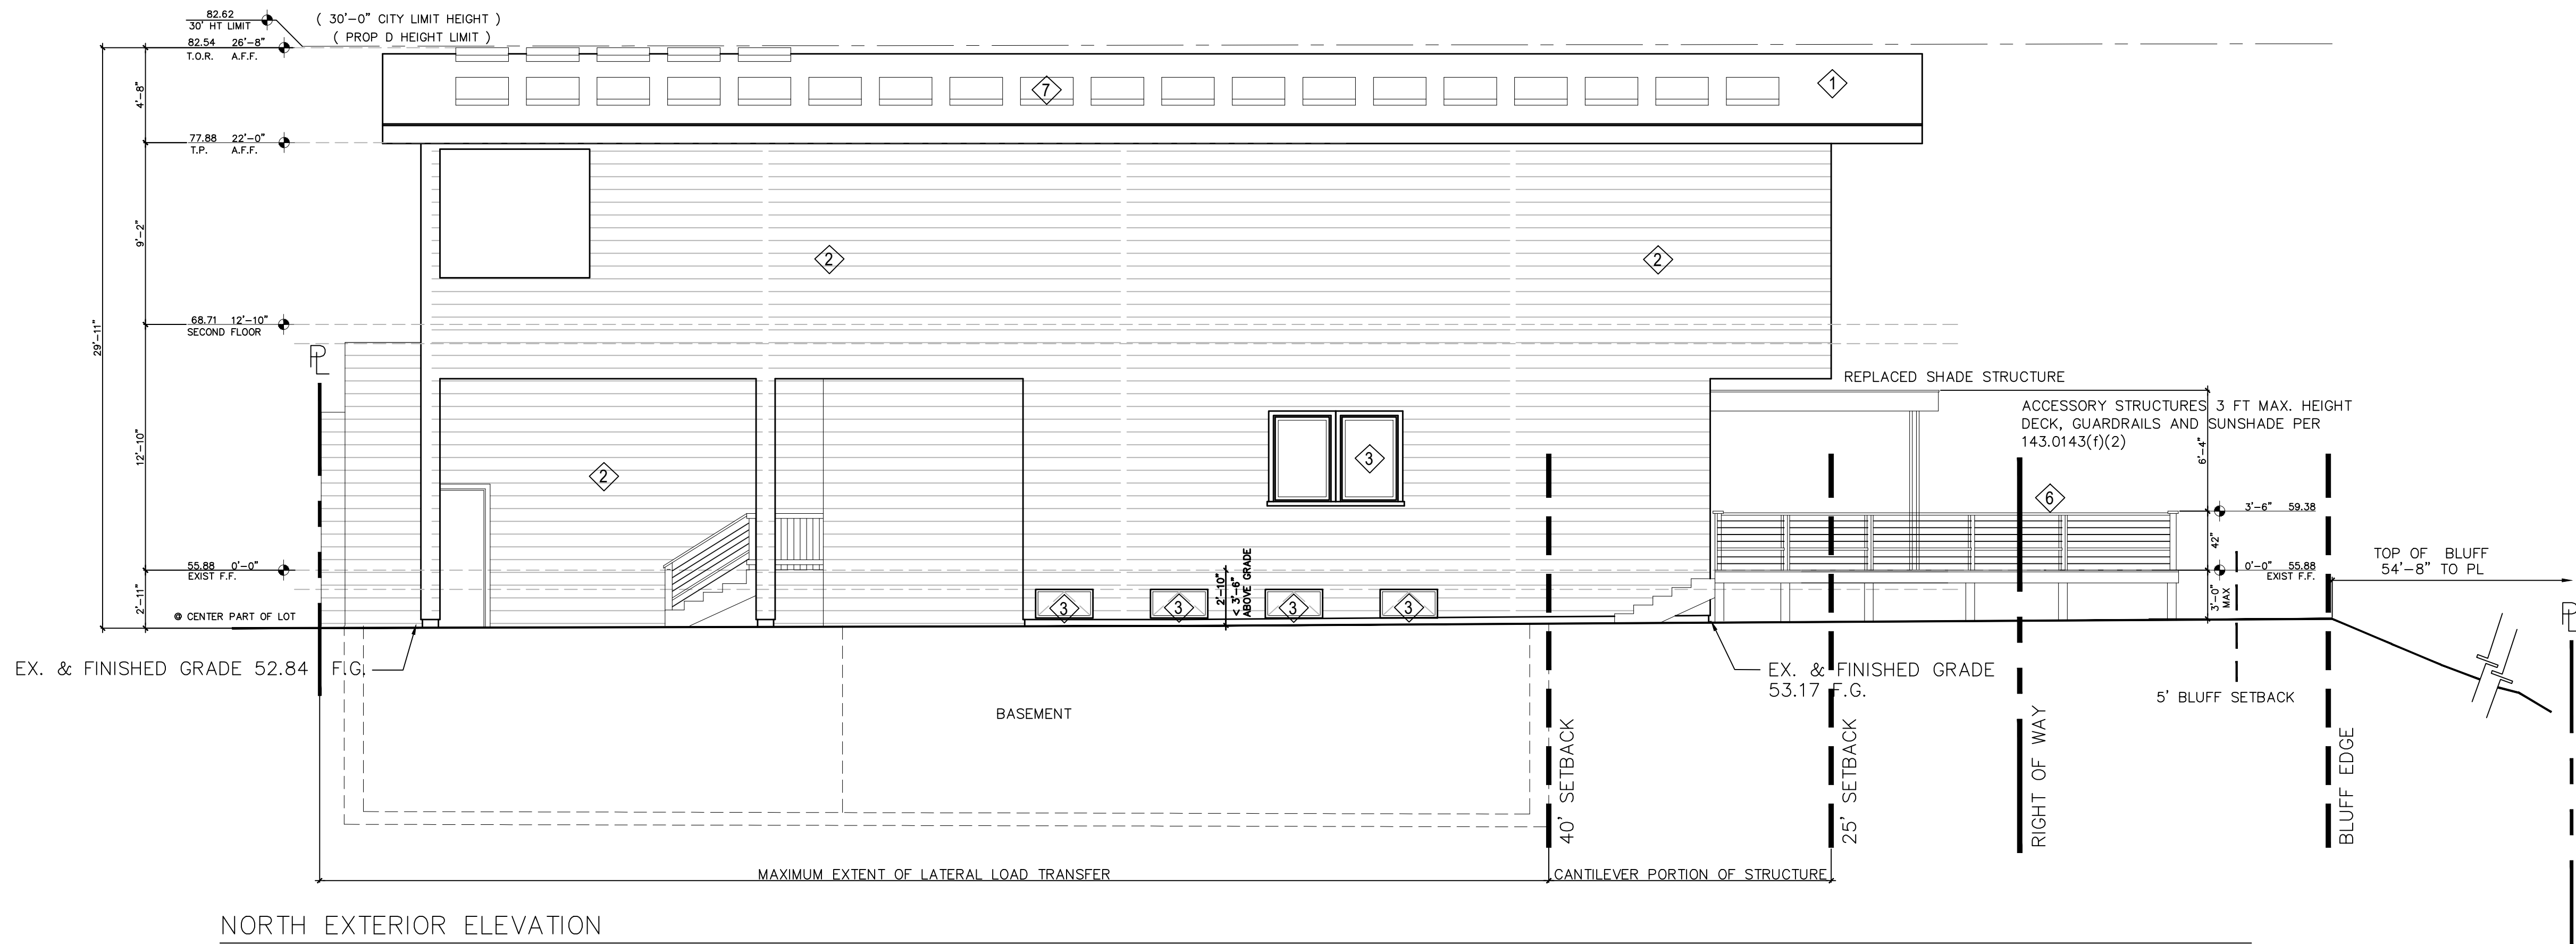 82.62
30' HT LIMIT
( 30'-0" CITY LIMIT HEIGHT )
( PROP D HEIGHT LIMIT )
82.54 26'-8"
T.O.R. A.F.F.
4'-8"
7
1
77.88 22'-0"
T.P. A.F.F.
9'-2"
2
2
29'-11"
68.71 12'-10"
SECOND FLOOR
PL
REPLACED SHADE STRUCTURE
ACCESSORY STRUCTURES 3 FT MAX. HEIGHT
DECK, GUARDRAILS AND SUNSHADE PER
143.0143(f)(2)
12'-10"
2
3
6'-4"
6
3'-6" 59.38
42"
55.88 0'-0"
EXIST F.F.
2'-10"
< 3'-6"
ABOVE GRADE
0'-0" 55.88
EXIST F.F.
TOP OF BLUFF
54'-8" TO PL
2'-11"
@ CENTER PART OF LOT
3
3
3
3
3'-0"
MAX
PL
EX. & FINISHED GRADE 52.84 F.G.
EX. & FINISHED GRADE
53.17 F.G.
5' BLUFF SETBACK
BASEMENT
40' SETBACK
25' SETBACK
RIGHT OF WAY
BLUFF EDGE
MAXIMUM EXTENT OF LATERAL LOAD TRANSFER
CANTILEVER PORTION OF STRUCTURE
NORTH EXTERIOR ELEVATION